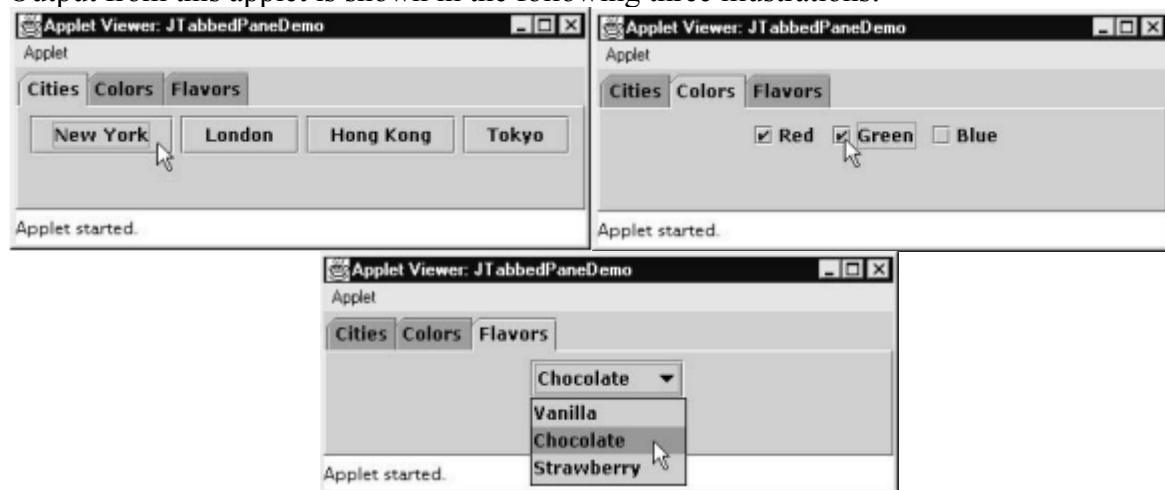 Output from this applet is shown in the following three illustrations:
Applet Viewer: JTabbedPaneDemo
Applet
Cities Colors Flavors
New York London Hong Kong Tokyo
Applet started.
Applet Viewer: JTabbedPaneDemo
Applet
Cities Colors Flavors
Red Green Blue
Applet started.
Applet Viewer: JTabbedPaneDemo
Applet
Cities Colors Flavors
Chocolate
Vanilla
Chocolate
Strawberry
Applet started.